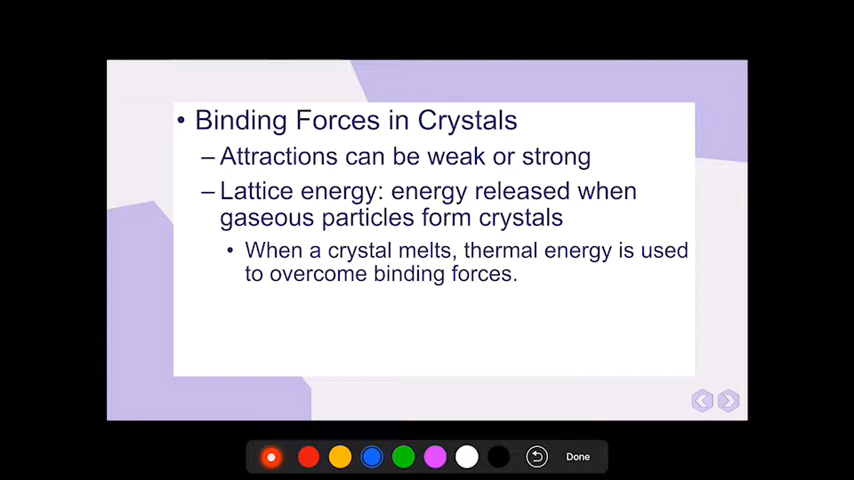 • Binding Forces in Crystals
– Attractions can be weak or strong
– Lattice energy: energy released when
gaseous particles form crystals
• When a crystal melts, thermal energy is used
to overcome binding forces.
Done